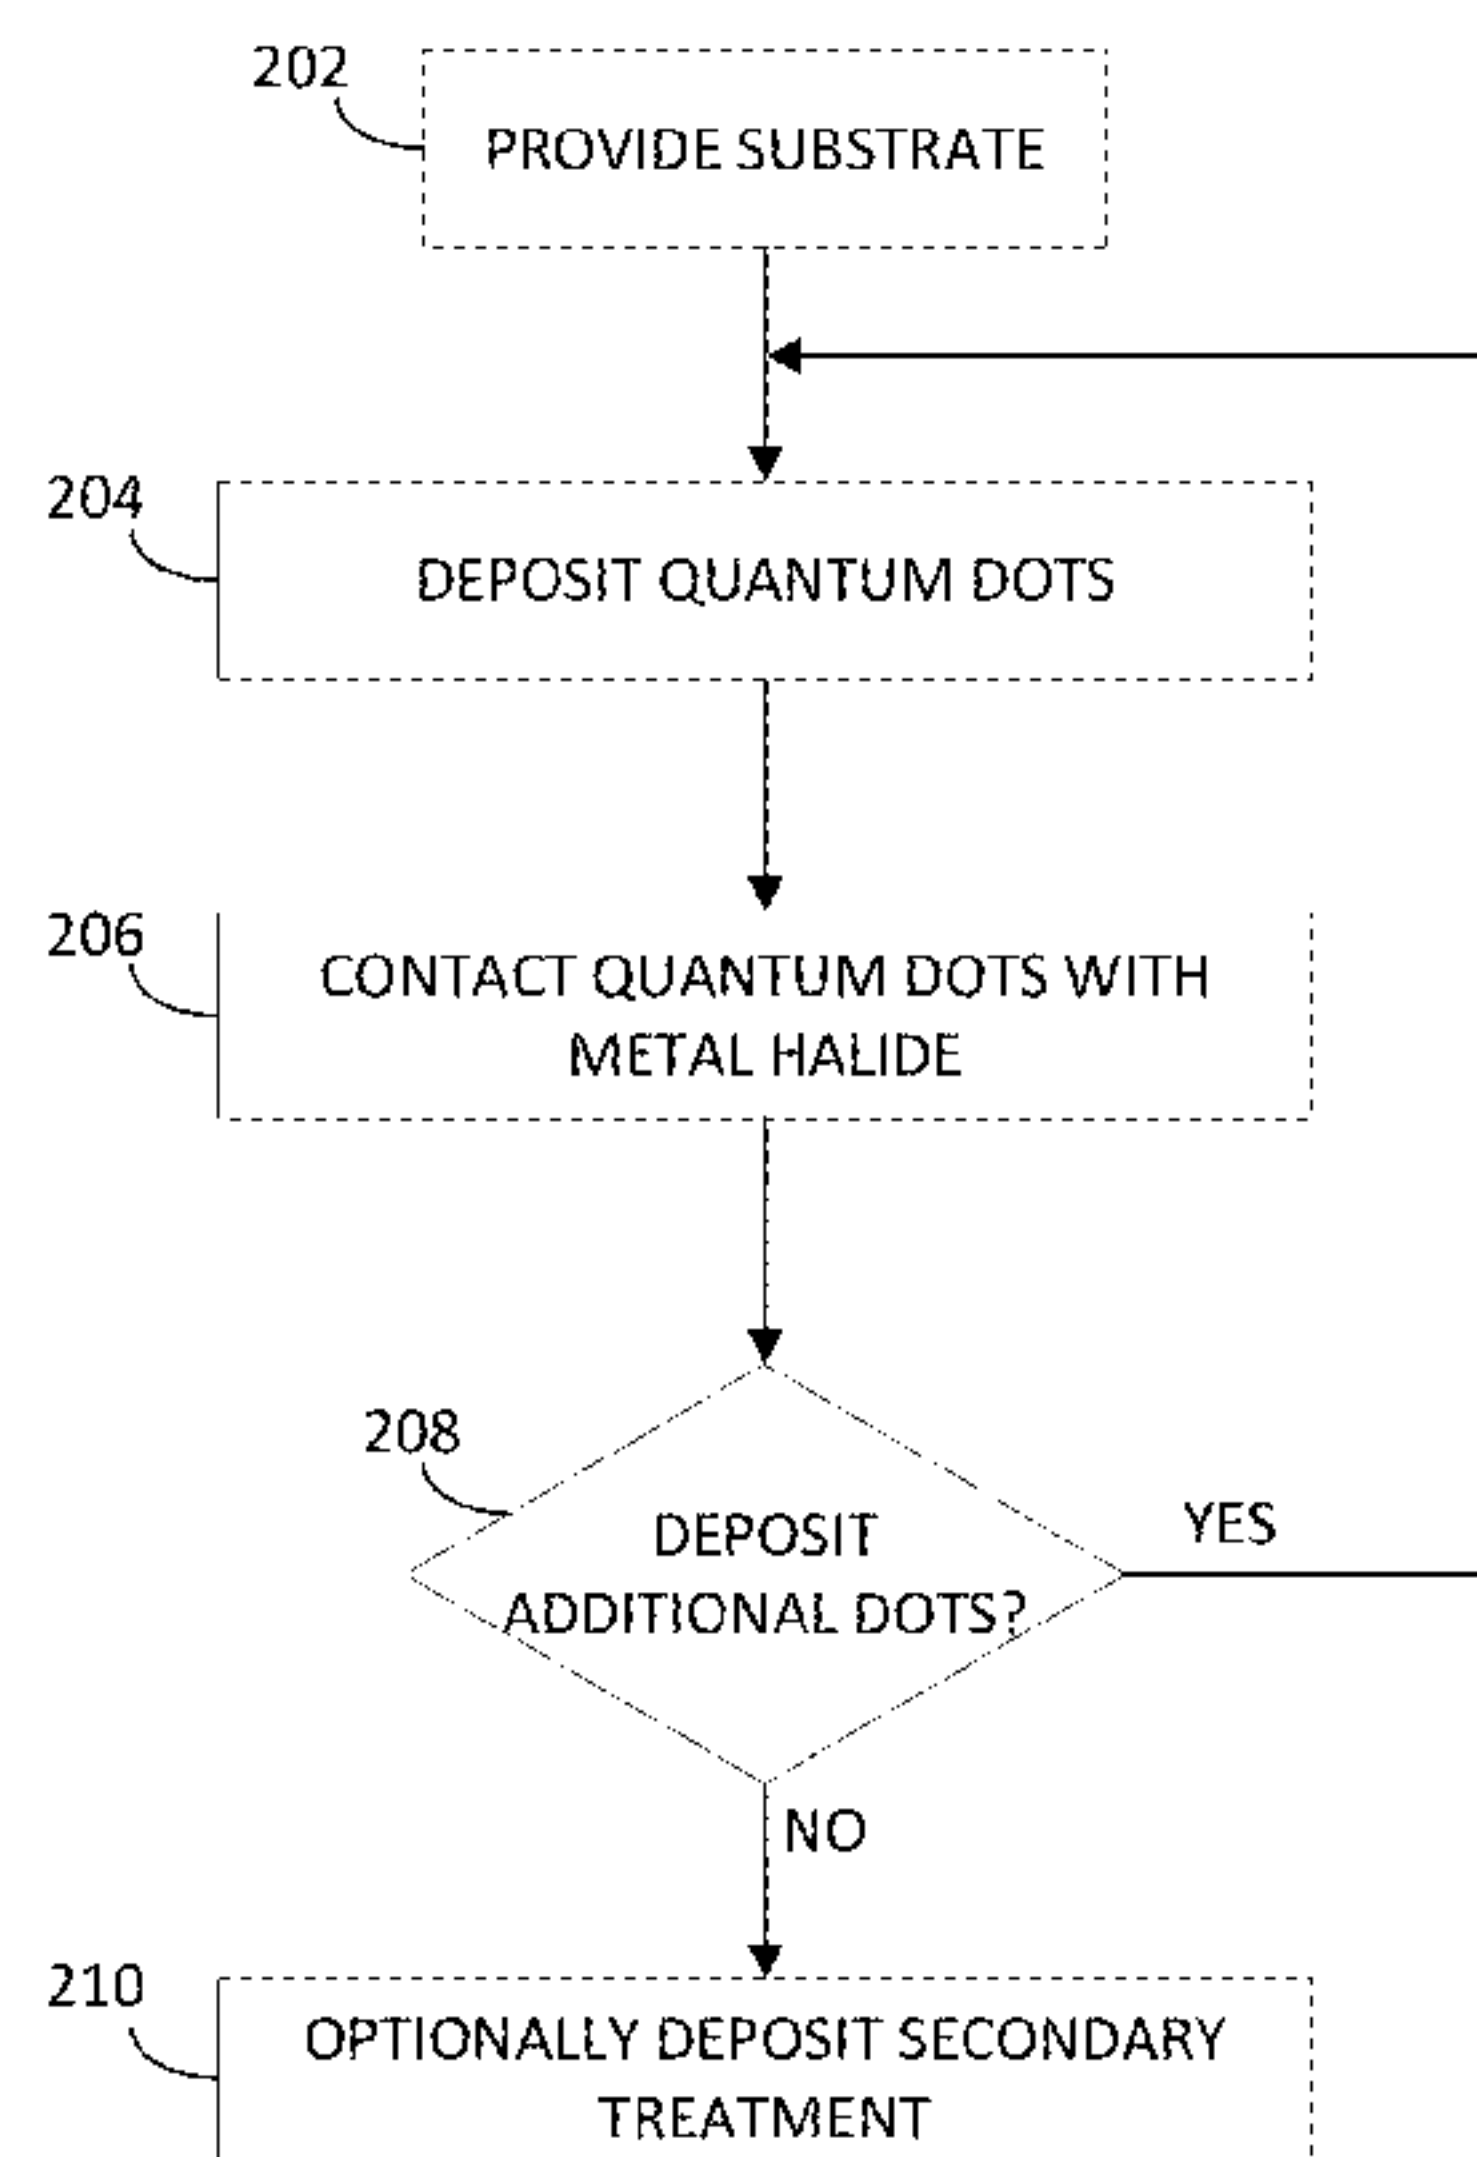 202
PROVIDE SUBSTRATE
204
DEPOSIT QUANTUM DOTS
206
CONTACT QUANTUM DOTS WITH
METAL HALIDE
208
DEPOSIT
ADDITIONAL DOTS?
YES
NO
210
OPTIONALLY DEPOSIT SECONDARY
TREATMENT